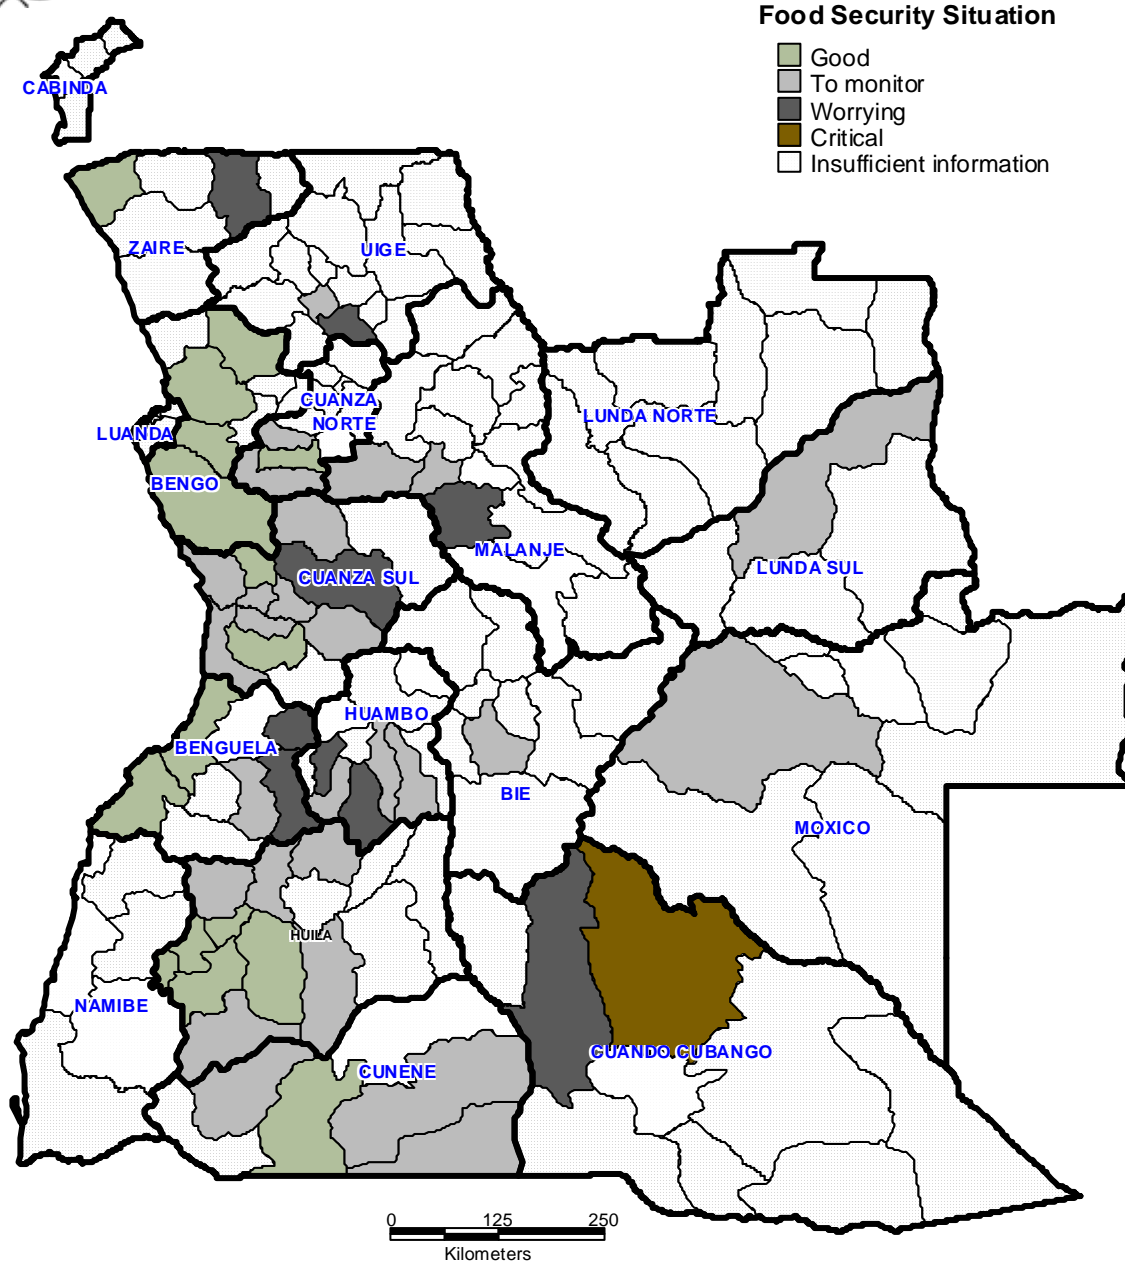 Food Security Situation
Good
To monitor
Worrying
Critical
Insufficient information
CABINDA
ZAIRE
UIGE
CUANZA
NORTE
LUNDA NORTE
LUANDA
BENGO
MALANJE
CUANZA SUL
LUNDA SUL
HUAMBO
BENGUELA
BIE
MOXICO
HUILA
NAMIBE
CUANDO CUBANGO
CUNENE
0 125 250
Kilometers